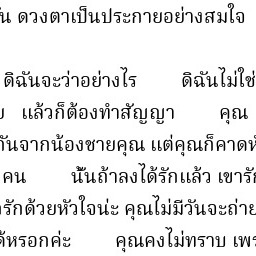 ัน ดวงตาเป็นประกายอย่างสมใจ
ดิฉันจะว่าอย่างไร ดิฉันไม่ใช่
แล้วก็ต้องทำสัญญา คุณ
กันจากน้องชายคุณ แต่คุณก็คาดห
คน นั้นถ้าลงได้รักแล้ว เขารัก
รักด้วยหัวใจน่ะ คุณไม่มีวันจะถ่าย
ด้หรอกค่ะ คุณคงไม่ทราบ เพร